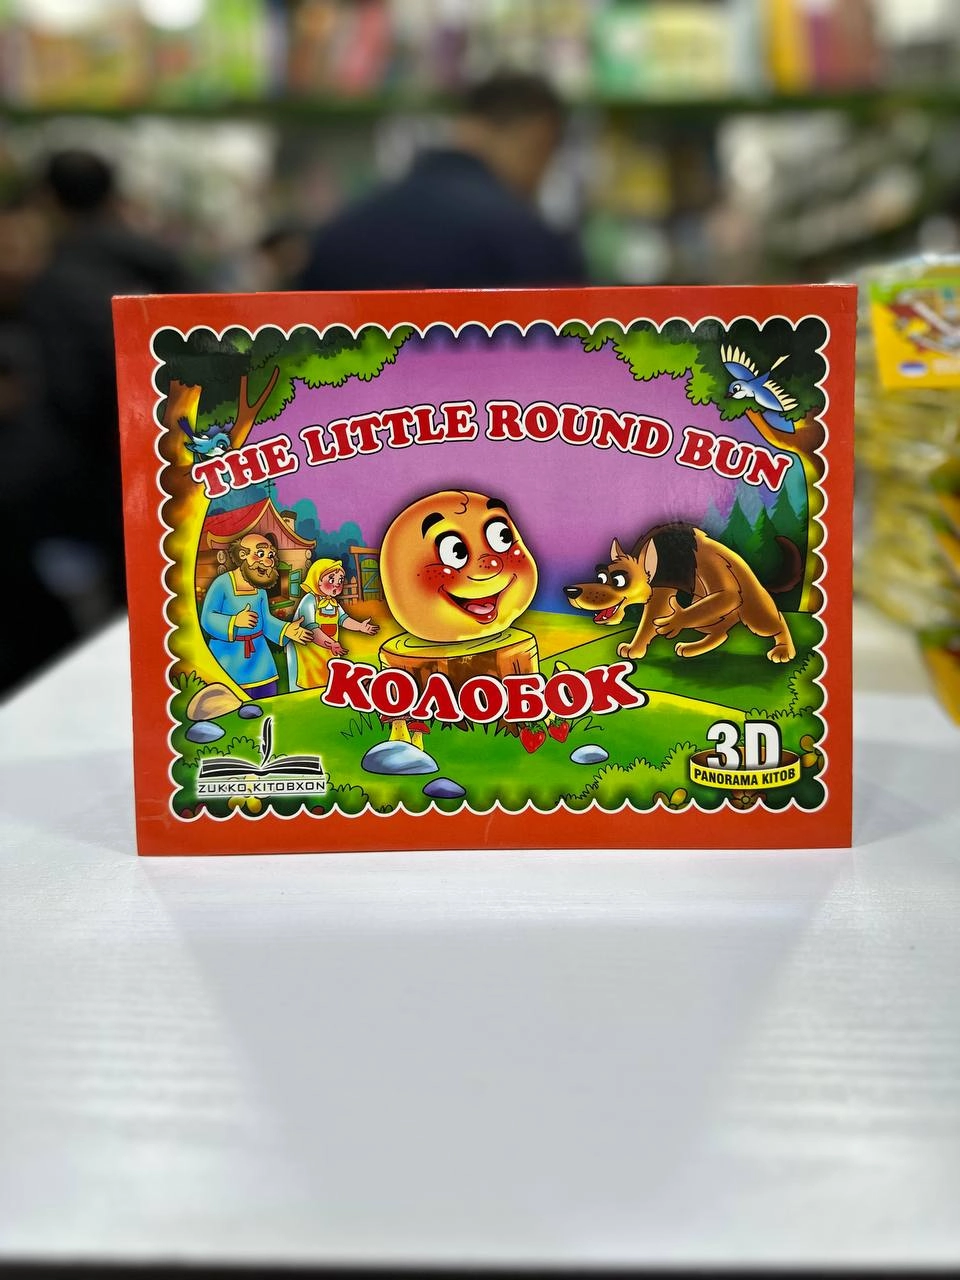 THE LITTLE ROUND BUN
КОЛОБОК
ZUKKO KITOBXON
3D
PANORAMA KITOB